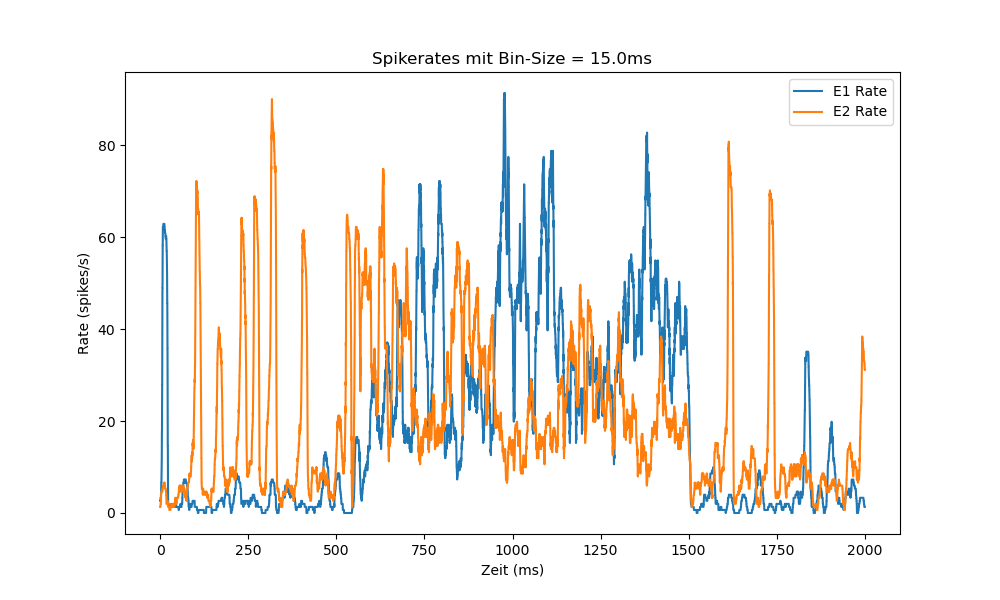 Spikerates mit Bin-Size = 15.0ms
E1 Rate
E2 Rate
Rate (spikes/s)
80
60
40
20
0
0 250 500 750 1000 1250 1500 1750 2000
Zeit (ms)